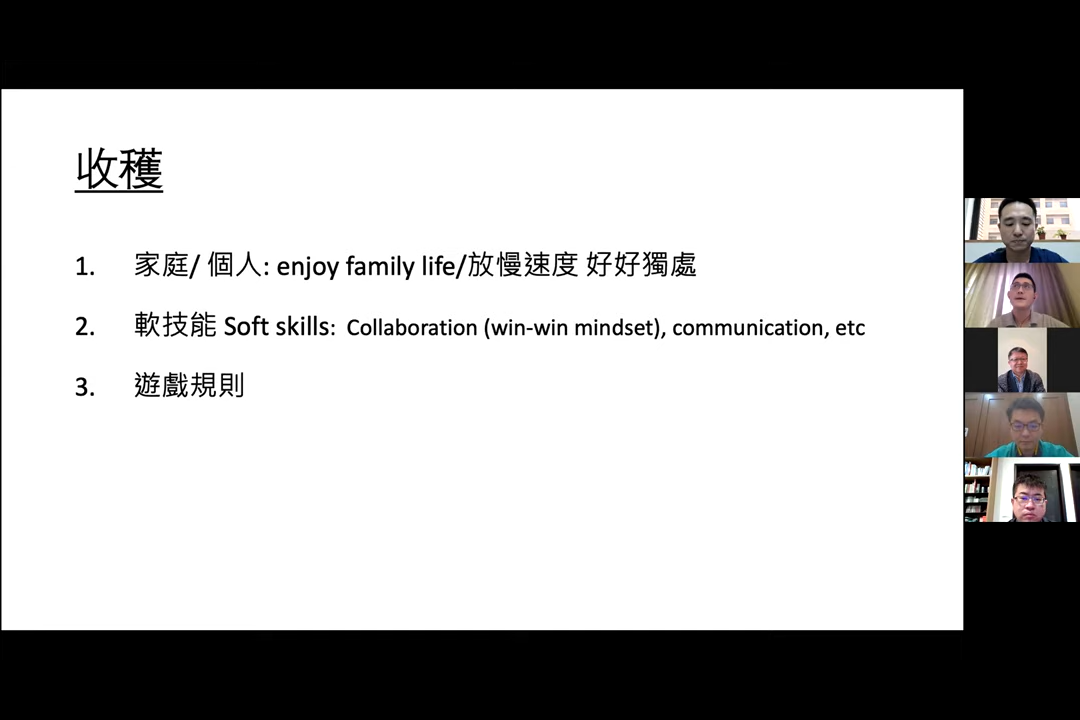 收穫
1. 家庭/ 個人: enjoy family life/放慢速度 好好獨處
2. 軟技能 Soft skills: Collaboration (win-win mindset), communication, etc
3. 遊戲規則